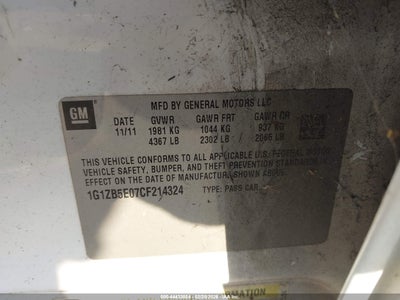 GM
MFD BY GENERAL MOTORS LLC
DATE GVWR GAWR FRT GAWR RR
11/11 1981 KG 1044 KG 937 KG
4367 LB 2302 LB 2065 LB
THIS VEHICLE CONFORMS TO ALL APPLICABLE U.S. FEDERAL MOTOR
VEHICLE SAFETY, BUMPER, AND THEFT PREVENTION STANDARDS IN
EFFECT ON THE DATE OF MANUFACTURE SHOWN ABOVE.
1G1ZB5E07CF214324 TYPE: PASS CAR